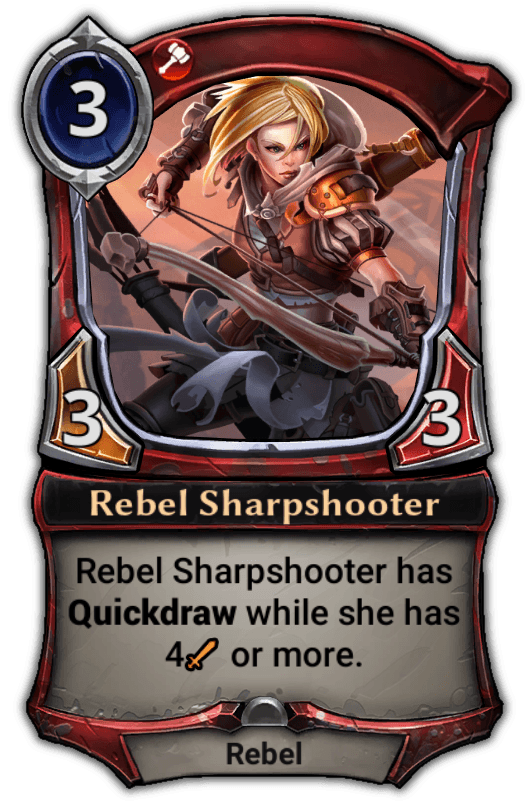 3
3
3
Rebel Sharpshooter
Rebel Sharpshooter has
Quickdraw while she has
4 or more.
Rebel